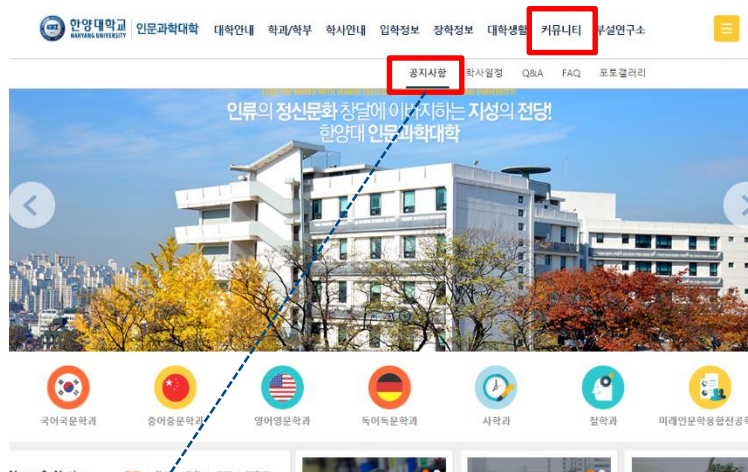 한양대학교 인문과학대학 대학안내 학과/학부 학사안내 입학정보 장학정보 대학생활 커뮤니티 부설연구소
HANYANG UNIVERSITY
공지사항 학사일정 Q&A FAQ 포토갤러리
인류의 정신문화 창달에 이바지하는 지성의 전당!
한양대 인문과학대학
국어국문학과 중어중문학과 영어영문학과 독어독문학과 사학과 철학과 미래인문학융합전공학